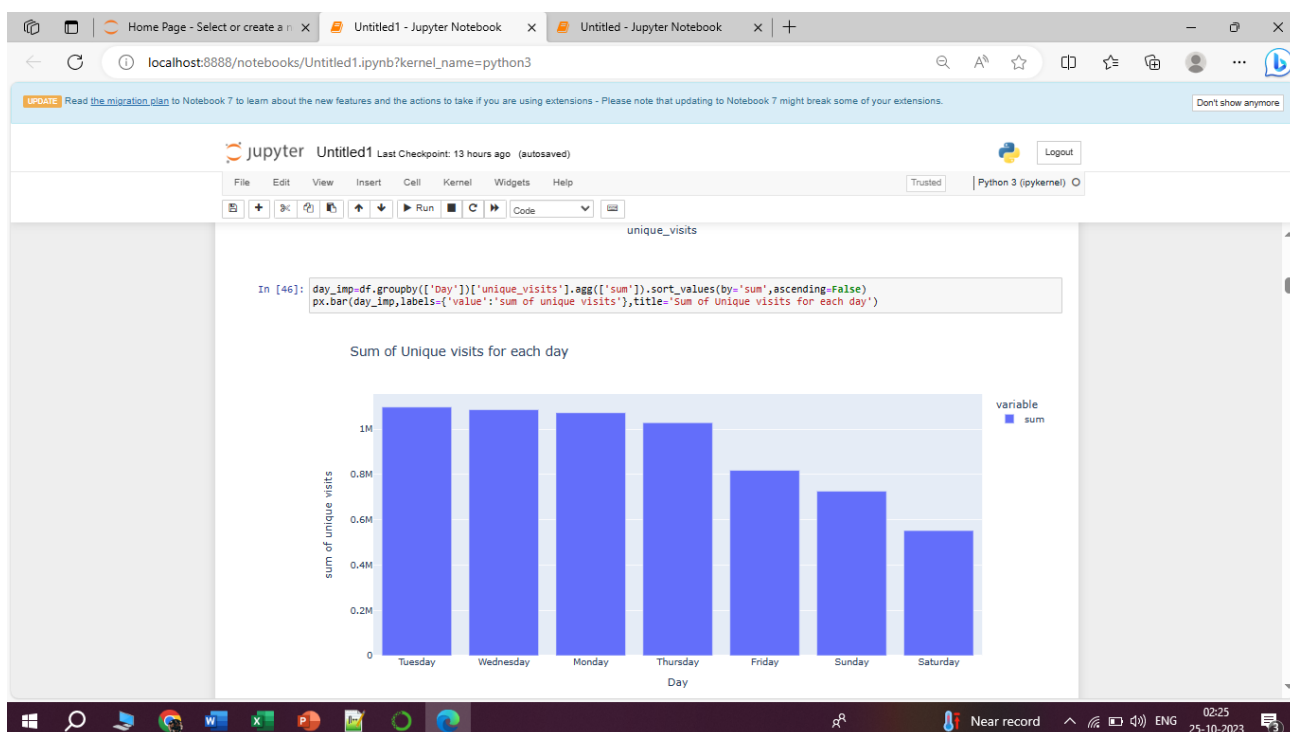 Home Page - Select or create a n
Untitled1 - Jupyter Notebook
Untitled - Jupyter Notebook
localhost:8888/notebooks/Untitled1.ipynb?kernel_name=python3
UPDATE Read the migration plan to Notebook 7 to learn about the new features and the actions to take if you are using extensions - Please note that updating to Notebook 7 might break some of your extensions.
Don't show anymore
jupyter Untitled1 Last Checkpoint: 13 hours ago (autosaved)
Logout
File Edit View Insert Cell Kernel Widgets Help
Trusted Python 3 (ipykernel)
Run Code
unique_visits
In [46]: day_imp=df.groupby(['Day'])['unique_visits'].agg(['sum']).sort_values(by='sum',ascending=False)
px.bar(day_imp,labels={'value':'sum of unique visits'},title='Sum of Unique visits for each day')
Sum of Unique visits for each day
variable
sum
1M
0.8M
0.6M
0.4M
0.2M
0
sum of unique visits
Tuesday Wednesday Monday Thursday Friday Sunday Saturday
Day
Near record
ENG
02:25
25-10-2023
3